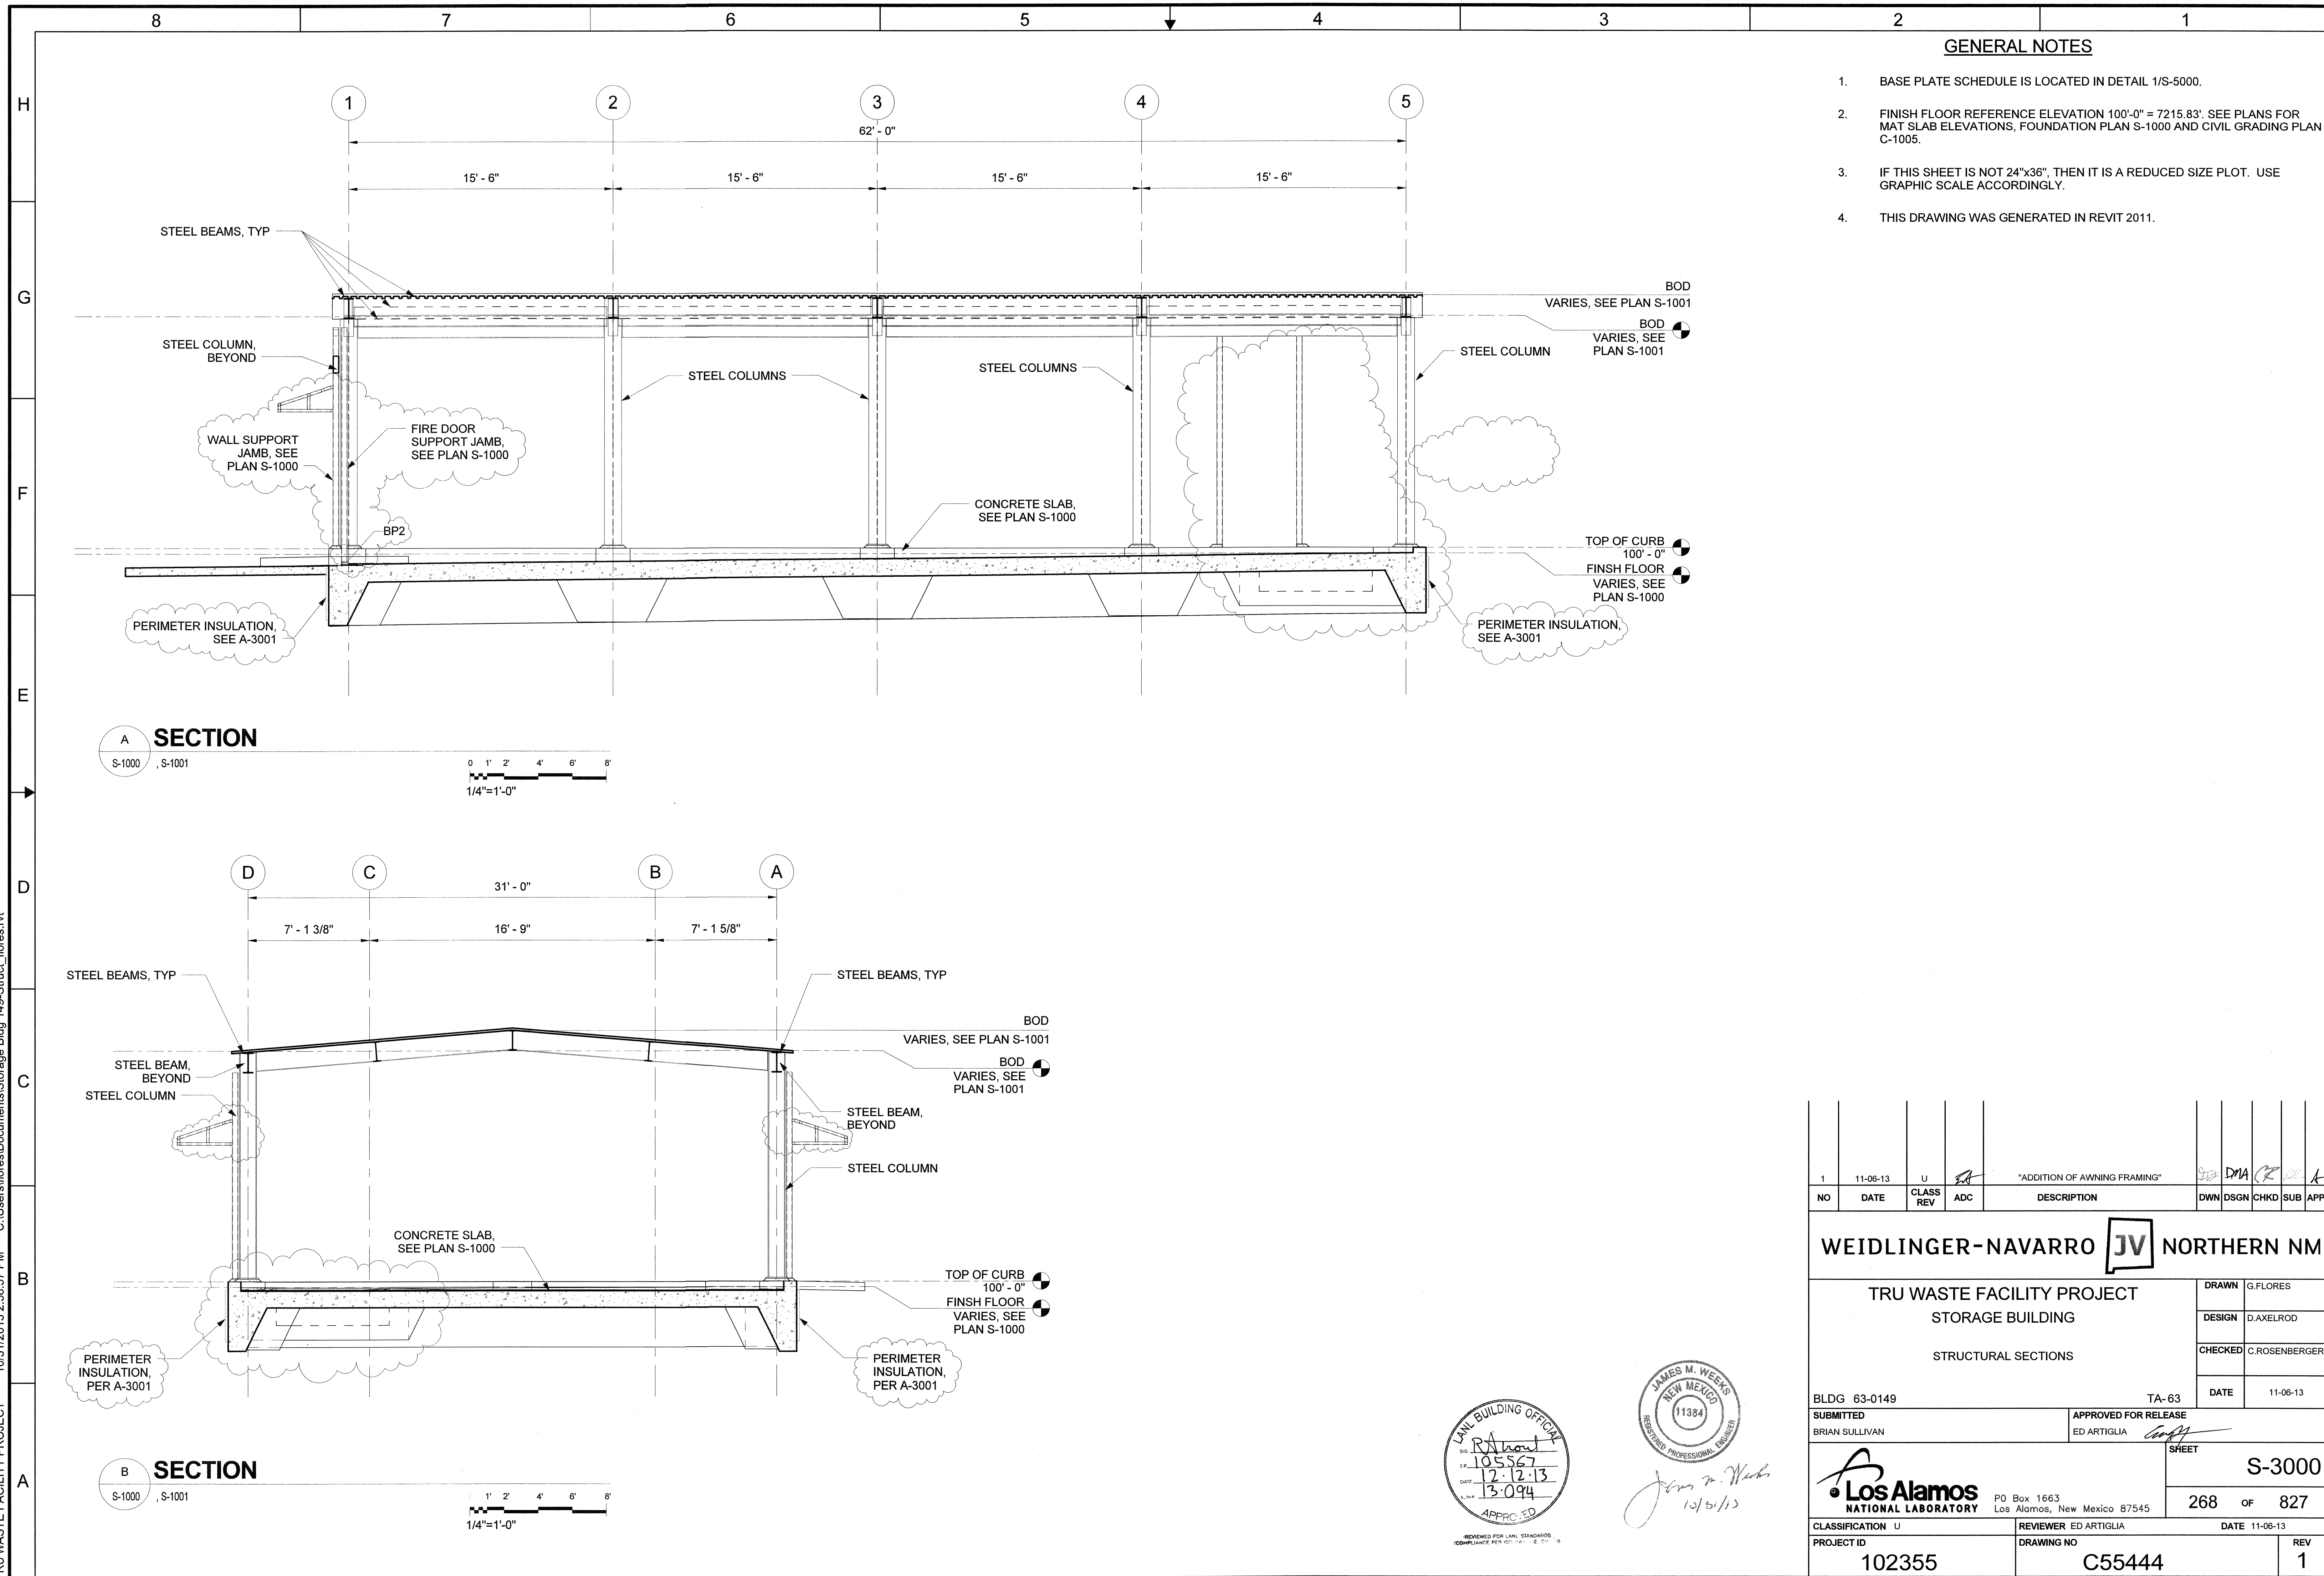 8 7 6 5 4 3 2 1
H
G
F
E
D
C
B
A
GENERAL NOTES
1. BASE PLATE SCHEDULE IS LOCATED IN DETAIL 1/S-5000.
2. FINISH FLOOR REFERENCE ELEVATION 100'-0" = 7215.83'. SEE PLANS FOR
MAT SLAB ELEVATIONS, FOUNDATION PLAN S-1000 AND CIVIL GRADING PLAN
C-1005.
3. IF THIS SHEET IS NOT 24"x36", THEN IT IS A REDUCED SIZE PLOT. USE
GRAPHIC SCALE ACCORDINGLY.
4. THIS DRAWING WAS GENERATED IN REVIT 2011.
1 2 3 4 5
62' - 0"
15' - 6" 15' - 6" 15' - 6" 15' - 6"
STEEL BEAMS, TYP
BOD
VARIES, SEE PLAN S-1001
BOD
VARIES, SEE
PLAN S-1001
STEEL COLUMN,
BEYOND
STEEL COLUMNS
STEEL COLUMNS
STEEL COLUMN
WALL SUPPORT
JAMB, SEE
PLAN S-1000
FIRE DOOR
SUPPORT JAMB,
SEE PLAN S-1000
BP2
CONCRETE SLAB,
SEE PLAN S-1000
TOP OF CURB
100' - 0"
FINSH FLOOR
VARIES, SEE
PLAN S-1000
PERIMETER INSULATION,
SEE A-3001
PERIMETER INSULATION,
SEE A-3001
A SECTION
S-1000 , S-1001
0 1' 2' 4' 6' 8'
1/4"=1'-0"
D C B A
31' - 0"
7' - 1 3/8" 16' - 9" 7' - 1 5/8"
STEEL BEAMS, TYP
STEEL BEAMS, TYP
BOD
VARIES, SEE PLAN S-1001
BOD
VARIES, SEE
PLAN S-1001
STEEL BEAM,
BEYOND
STEEL COLUMN
STEEL BEAM,
BEYOND
STEEL COLUMN
CONCRETE SLAB,
SEE PLAN S-1000
TOP OF CURB
100' - 0"
FINSH FLOOR
VARIES, SEE
PLAN S-1000
PERIMETER
INSULATION,
PER A-3001
PERIMETER
INSULATION,
PER A-3001
B SECTION
S-1000 , S-1001
1' 2' 4' 6' 8'
1/4"=1'-0"
LANL BUILDING OFFICIAL
105567
DATE 12.12.13
13.094
APPROVED
REVIEWED FOR LANL STANDARDS
JAMES M. WEEKS
NEW MEXICO
11384
REGISTERED PROFESSIONAL ENGINEER
10/31/13
1 11-06-13 U "ADDITION OF AWNING FRAMING" DMA CR
NO DATE CLASS REV ADC DESCRIPTION DWN DSGN CHKD SUB APP
WEIDLINGER-NAVARRO JV NORTHERN NM
TRU WASTE FACILITY PROJECT
STORAGE BUILDING
STRUCTURAL SECTIONS
BLDG 63-0149 TA-63
DRAWN G.FLORES
DESIGN D.AXELROD
CHECKED C.ROSENBERGER
DATE 11-06-13
SUBMITTED
BRIAN SULLIVAN
APPROVED FOR RELEASE
ED ARTIGLIA
Los Alamos
NATIONAL LABORATORY
PO Box 1663
Los Alamos, New Mexico 87545
SHEET
S-3000
268 OF 827
CLASSIFICATION U
REVIEWER ED ARTIGLIA DATE 11-06-13
PROJECT ID
102355
DRAWING NO
C55444
REV
1